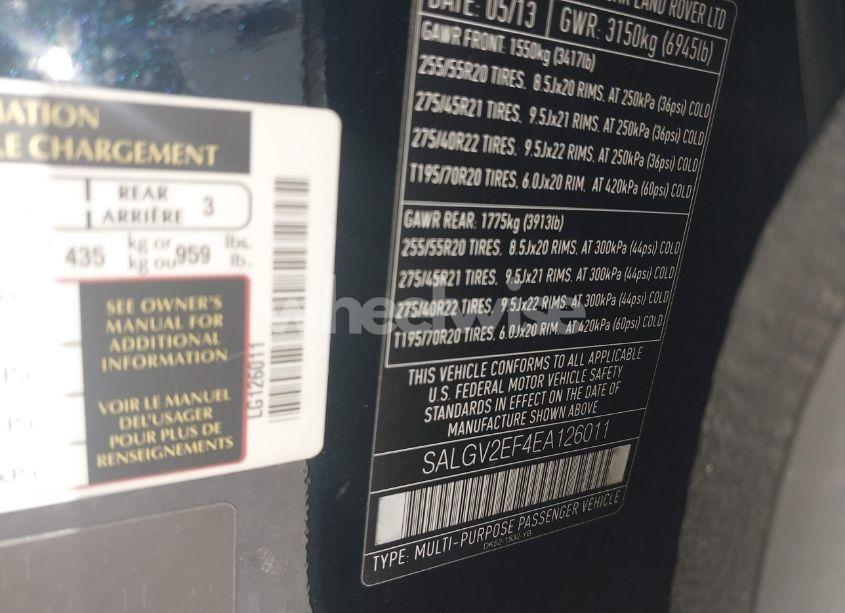 LAND ROVER LTD
DATE: 05/13 GWR: 3150kg (6945lb)
GAWR FRONT: 1550kg (3417lb)
255/55R20 TIRES. 8.5Jx20 RIMS. AT 250kPa (36psi) COLD
275/45R21 TIRES. 9.5Jx21 RIMS. AT 250kPa (36psi) COLD
275/40R22 TIRES. 9.5Jx22 RIMS. AT 250kPa (36psi) COLD
T195/70R20 TIRES. 6.0Jx20 RIM. AT 420kPa (60psi) COLD
GAWR REAR: 1775kg (3913lb)
255/55R20 TIRES. 8.5Jx20 RIMS. AT 300kPa (44psi) COLD
275/45R21 TIRES. 9.5Jx21 RIMS. AT 300kPa (44psi) COLD
275/40R22 TIRES. 9.5Jx22 RIMS. AT 300kPa (44psi) COLD
T195/70R20 TIRES. 6.0Jx20 RIM. AT 420kPa (60psi) COLD
THIS VEHICLE CONFORMS TO ALL APPLICABLE
U.S. FEDERAL MOTOR VEHICLE SAFETY
STANDARDS IN EFFECT ON THE DATE OF
MANUFACTURE SHOWN ABOVE
SALGV2EF4EA126011
TYPE: MULTI-PURPOSE PASSENGER VEHICLE
MATION
LE CHARGEMENT
REAR
ARRIÈRE 3
435 kg or 959 lbs.
kg ou lb.
SEE OWNER'S
MANUAL FOR
ADDITIONAL
INFORMATION
VOIR LE MANUEL
DEL'USAGER
POUR PLUS DE
RENSEIGNEMENTS
LG126011
wheelwise